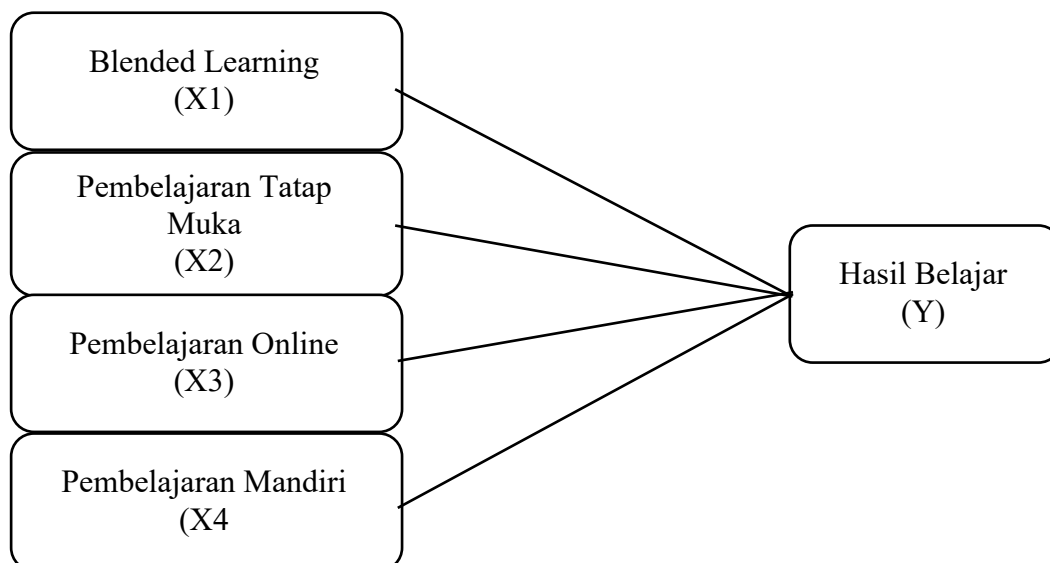 Blended Learning
(X1)
Pembelajaran Tatap
Muka
(X2)
Pembelajaran Online
(X3)
Pembelajaran Mandiri
(X4
Hasil Belajar
(Y)